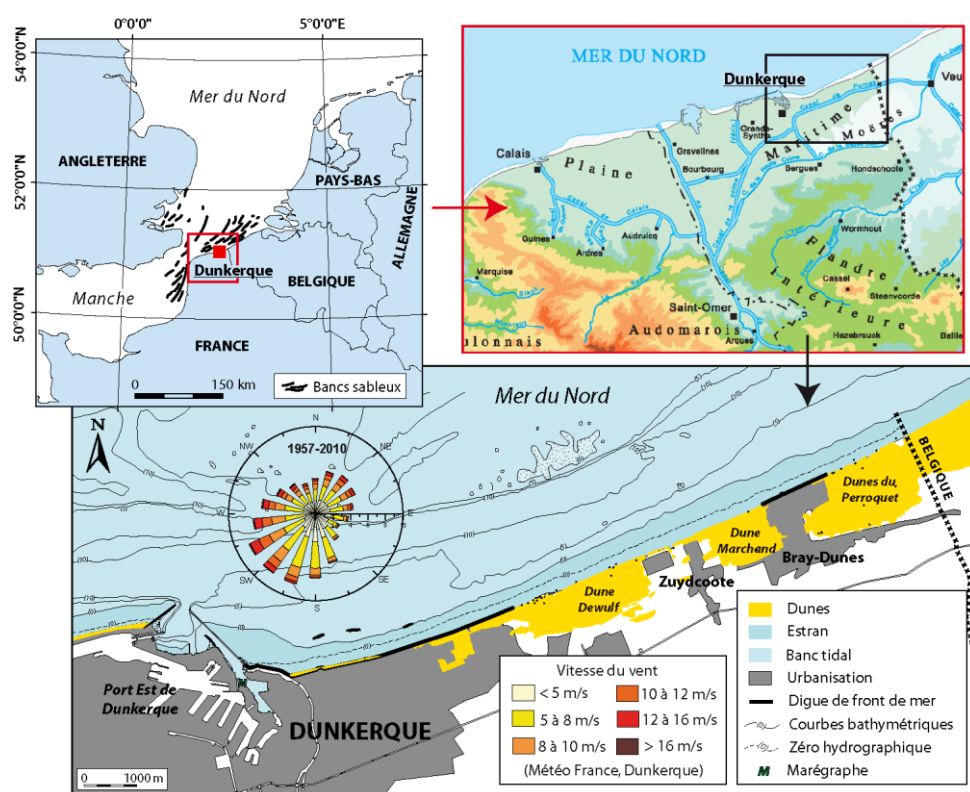 0°0'0"
5°0'0"E
54°0'0"N
52°0'0"N
50°0'0"N
Mer du Nord
ANGLETERRE
PAYS-BAS
ALLEMAGNE
Dunkerque
BELGIQUE
Manche
FRANCE
0 150 km
Bancs sableux
MER DU NORD
Dunkerque
Calais
Plaine
Maritime
Moëres
Gravelines
Bourbourg
Bergues
Hondschoote
Guînes
Ardres
Audruicq
Wormhout
Marquise
Cassel
Steenvoorde
Flandre
Intérieure
Saint-Omer
Audomarois
Arques
Hazebrouck
ulonnais
Mer du Nord
N
1957-2010
N
NE
E
SE
S
SW
W
NW
BELGIQUE
Dunes du
Perroquet
Dune
Marchand
Bray-Dunes
Zuydcoote
Dune
Dewulf
Port Est de
Dunkerque
M
DUNKERQUE
0 1000 m
Vitesse du vent
< 5 m/s
10 à 12 m/s
5 à 8 m/s
12 à 16 m/s
8 à 10 m/s
> 16 m/s
(Météo France, Dunkerque)
Dunes
Estran
Banc tidal
Urbanisation
Digue de front de mer
Courbes bathymétriques
Zéro hydrographique
M Marégraphe